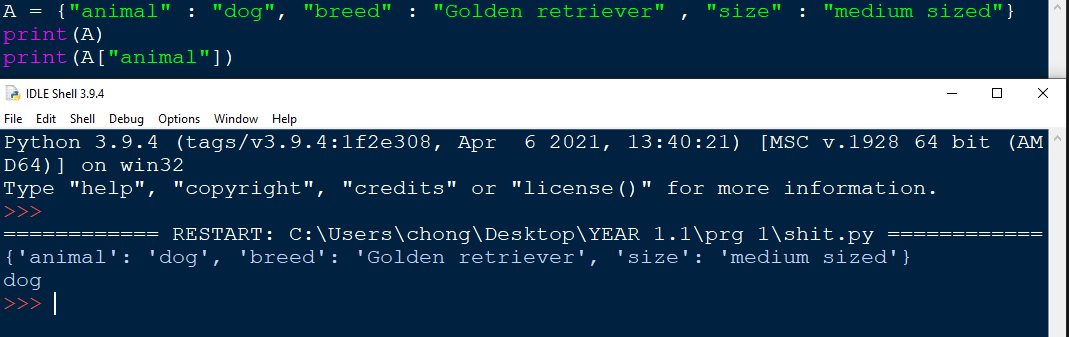 A = {"animal" : "dog", "breed" : "Golden retriever" , "size" : "medium sized"}
print(A)
print(A["animal"])
IDLE Shell 3.9.4
File Edit Shell Debug Options Window Help
Python 3.9.4 (tags/v3.9.4:1f2e308, Apr  6 2021, 13:40:21) [MSC v.1928 64 bit (AM
D64)] on win32
Type "help", "copyright", "credits" or "license()" for more information.
>>>
============ RESTART: C:\Users\chong\Desktop\YEAR 1.1\prg 1\shit.py ============
{'animal': 'dog', 'breed': 'Golden retriever', 'size': 'medium sized'}
dog
>>>